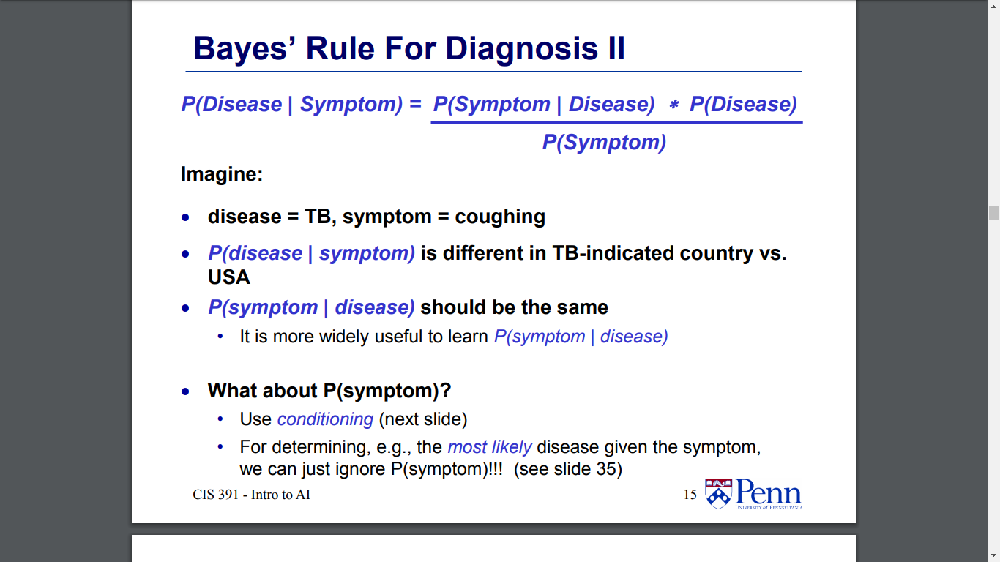 Bayes’ Rule For Diagnosis II
P(Disease | Symptom) = P(Symptom | Disease) * P(Disease)
P(Symptom)
Imagine:
• disease = TB, symptom = coughing
• P(disease | symptom) is different in TB-indicated country vs.
USA
• P(symptom | disease) should be the same
• It is more widely useful to learn P(symptom | disease)
• What about P(symptom)?
• Use conditioning (next slide)
• For determining, e.g., the most likely disease given the symptom,
we can just ignore P(symptom)!!! (see slide 35)
CIS 391 - Intro to AI
15
Penn
UNIVERSITY of PENNSYLVANIA